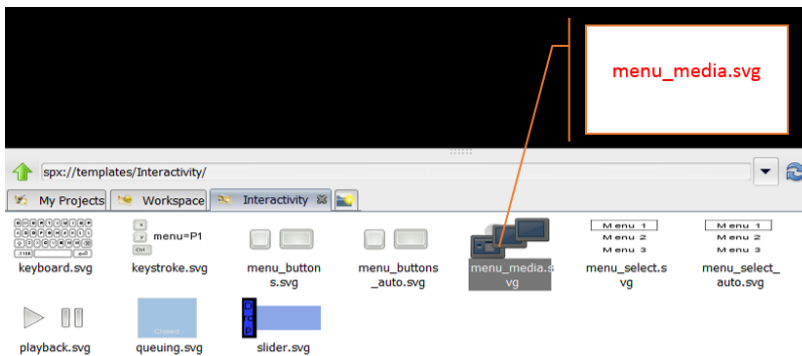 menu_media.svg
spx://templates/Interactivity/
My Projects Workspace Interactivity
menu=P1
Ctrl
Menu 1
Menu 2
Menu 3
Menu 1
Menu 2
Menu 3
keyboard.svg keystroke.svg menu_button menu_buttons menu_media.s menu_select.s menu_select_
s.svg _auto.svg vg vg auto.svg
Closed
playback.svg queuing.svg slider.svg